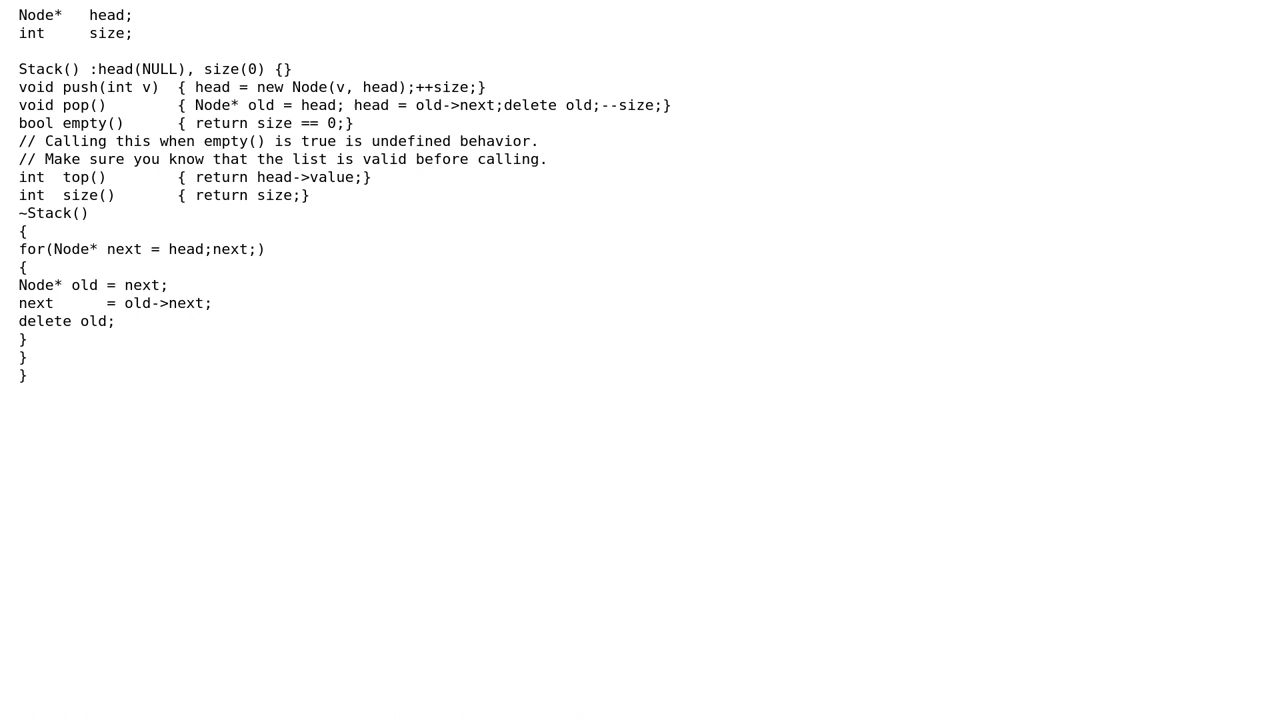 Node*   head;
int     size;

Stack() :head(NULL), size(0) {}
void push(int v)  { head = new Node(v, head);++size;}
void pop()        { Node* old = head; head = old->next;delete old;--size;}
bool empty()      { return size == 0;}
// Calling this when empty() is true is undefined behavior.
// Make sure you know that the list is valid before calling.
int  top()        { return head->value;}
int  size()       { return size;}
~Stack()
{
for(Node* next = head;next;)
{
Node* old = next;
next      = old->next;
delete old;
}
}
}